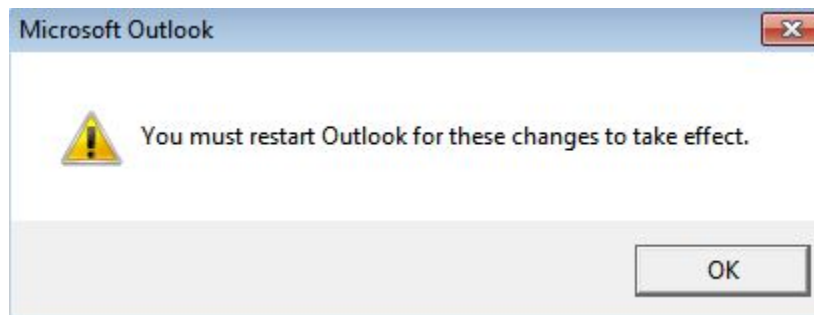 Microsoft Outlook
You must restart Outlook for these changes to take effect.
OK